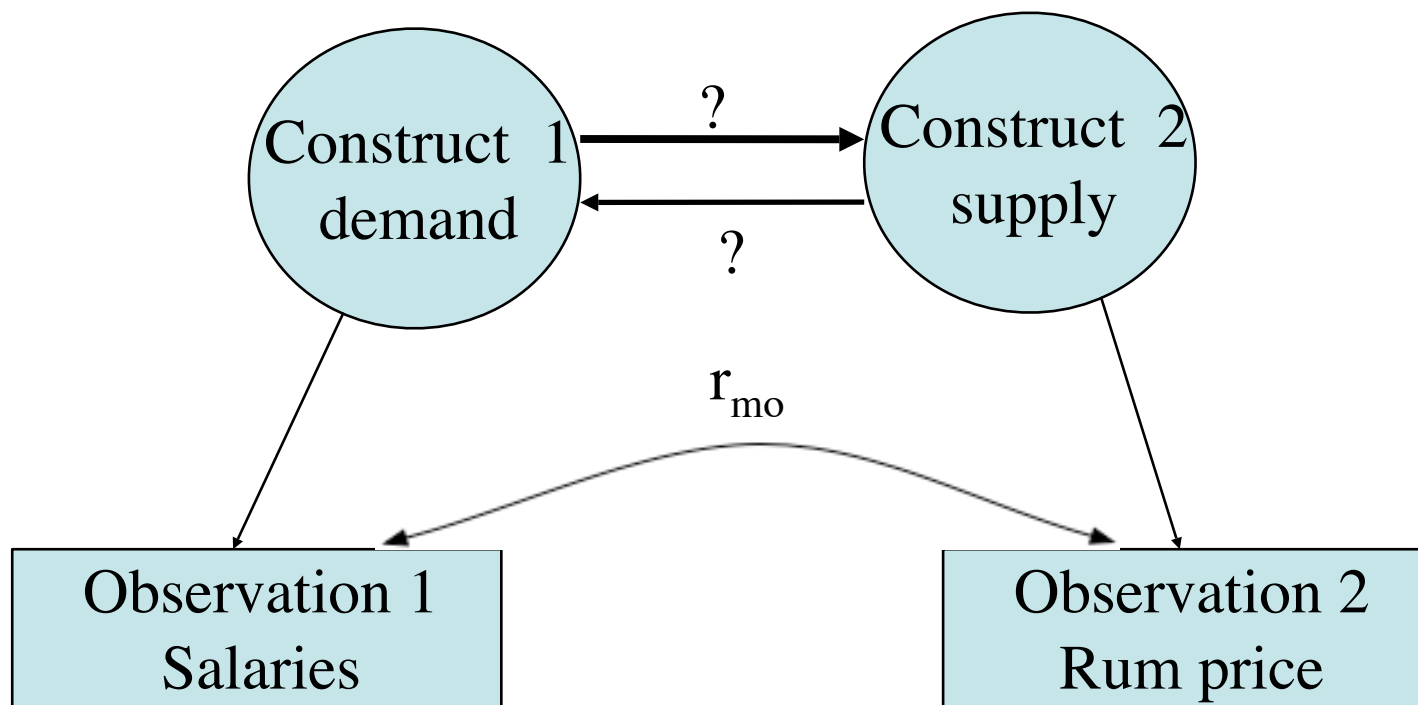 ?
Construct 1
demand
Construct 2
supply
?
r_mo
Observation 1
Salaries
Observation 2
Rum price